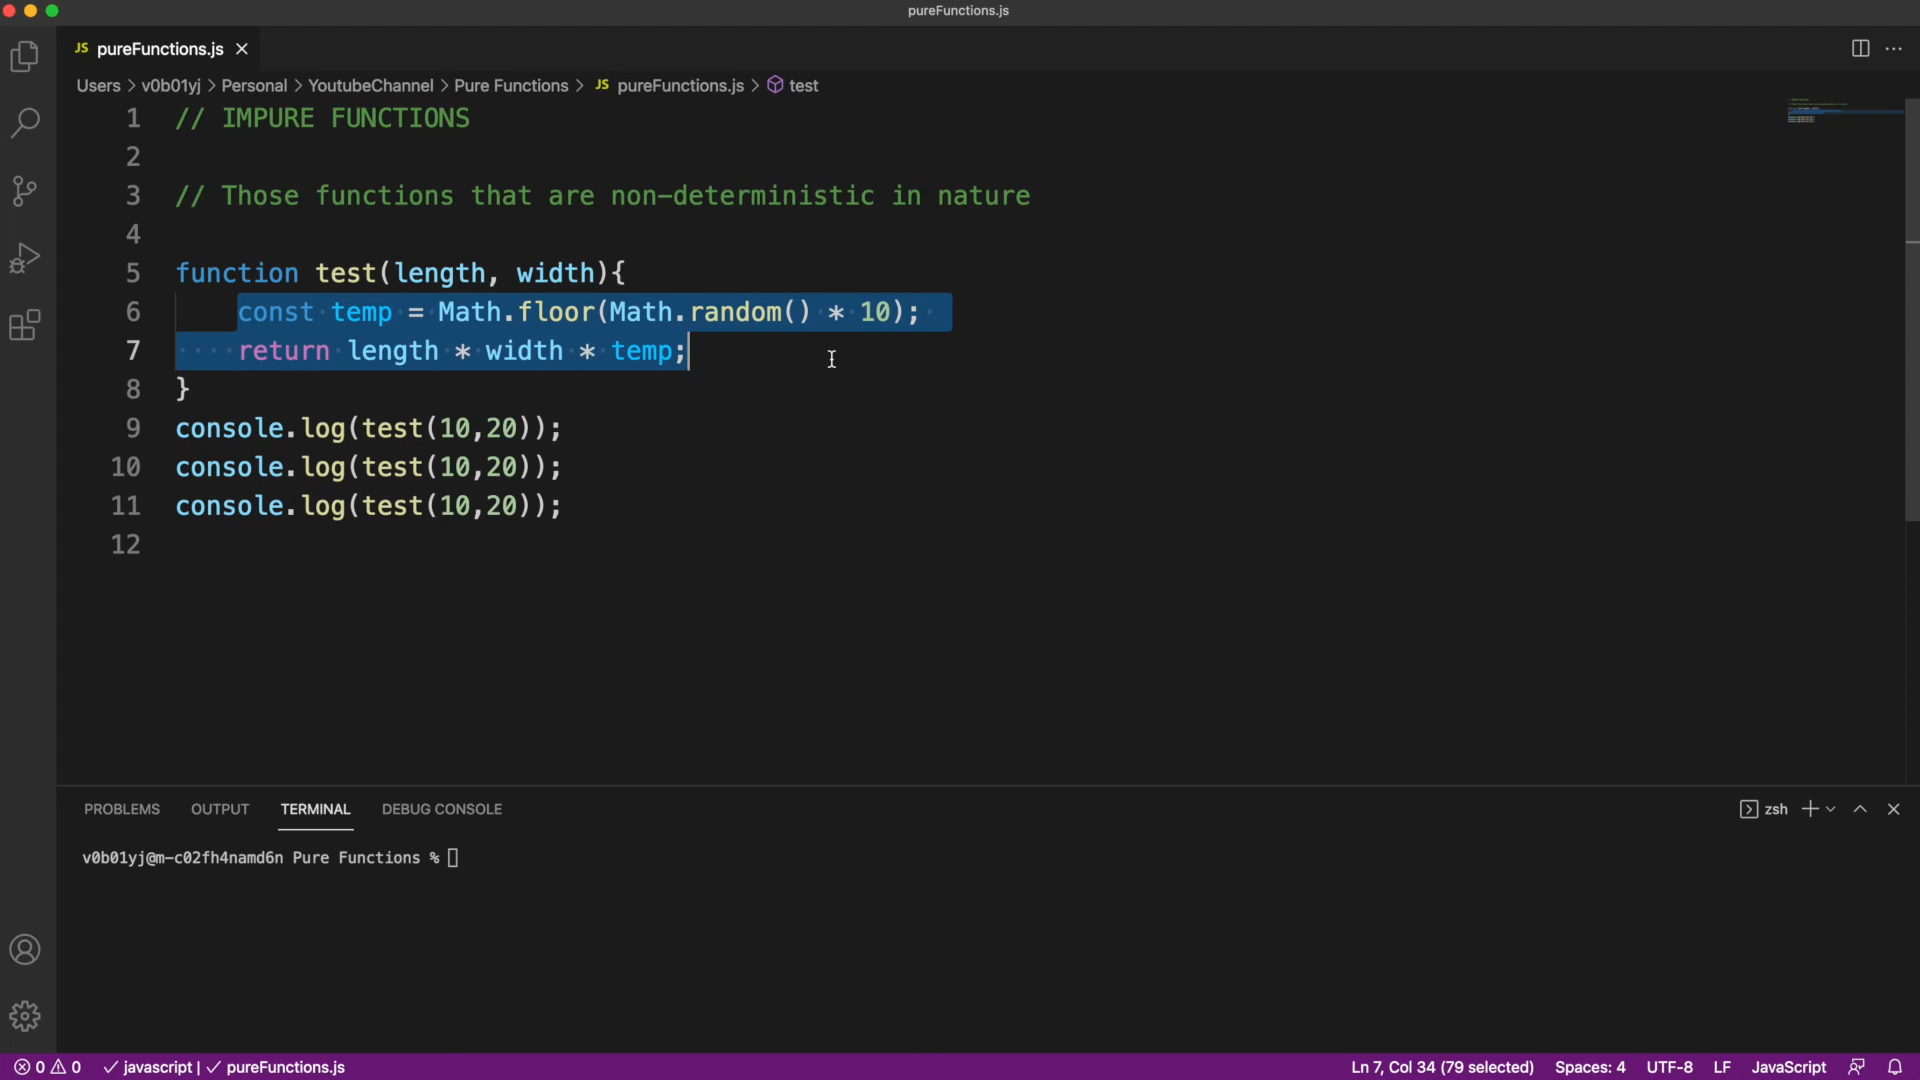 pureFunctions.js
JS pureFunctions.js
Users > v0b01yj > Personal > YoutubeChannel > Pure Functions > JS pureFunctions.js > test
1 // IMPURE FUNCTIONS
2
3 // Those functions that are non-deterministic in nature
4
5 function test(length, width){
6 const temp = Math.floor(Math.random() * 10);
7 return length * width * temp;
8 }
9 console.log(test(10,20));
10 console.log(test(10,20));
11 console.log(test(10,20));
12
PROBLEMS OUTPUT TERMINAL DEBUG CONSOLE zsh
v0b01yj@m-c02fh4namd6n Pure Functions %
0 0 ✓ javascript | ✓ pureFunctions.js Ln 7, Col 34 (79 selected) Spaces: 4 UTF-8 LF JavaScript